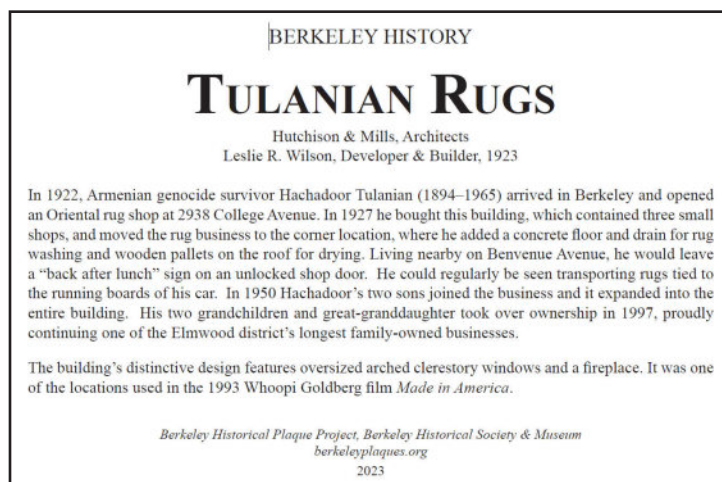 BERKELEY HISTORY
TULANIAN RUGS
Hutchison & Mills, Architects
Leslie R. Wilson, Developer & Builder, 1923
In 1922, Armenian genocide survivor Hachadoor Tulanian (1894–1965) arrived in Berkeley and opened
an Oriental rug shop at 2938 College Avenue. In 1927 he bought this building, which contained three small
shops, and moved the rug business to the corner location, where he added a concrete floor and drain for rug
washing and wooden pallets on the roof for drying. Living nearby on Benvenue Avenue, he would leave
a “back after lunch” sign on an unlocked shop door. He could regularly be seen transporting rugs tied to
the running boards of his car. In 1950 Hachadoor’s two sons joined the business and it expanded into the
entire building. His two grandchildren and great-granddaughter took over ownership in 1997, proudly
continuing one of the Elmwood district’s longest family-owned businesses.
The building’s distinctive design features oversized arched clerestory windows and a fireplace. It was one
of the locations used in the 1993 Whoopi Goldberg film Made in America.
Berkeley Historical Plaque Project, Berkeley Historical Society & Museum
berkeleyplaques.org
2023